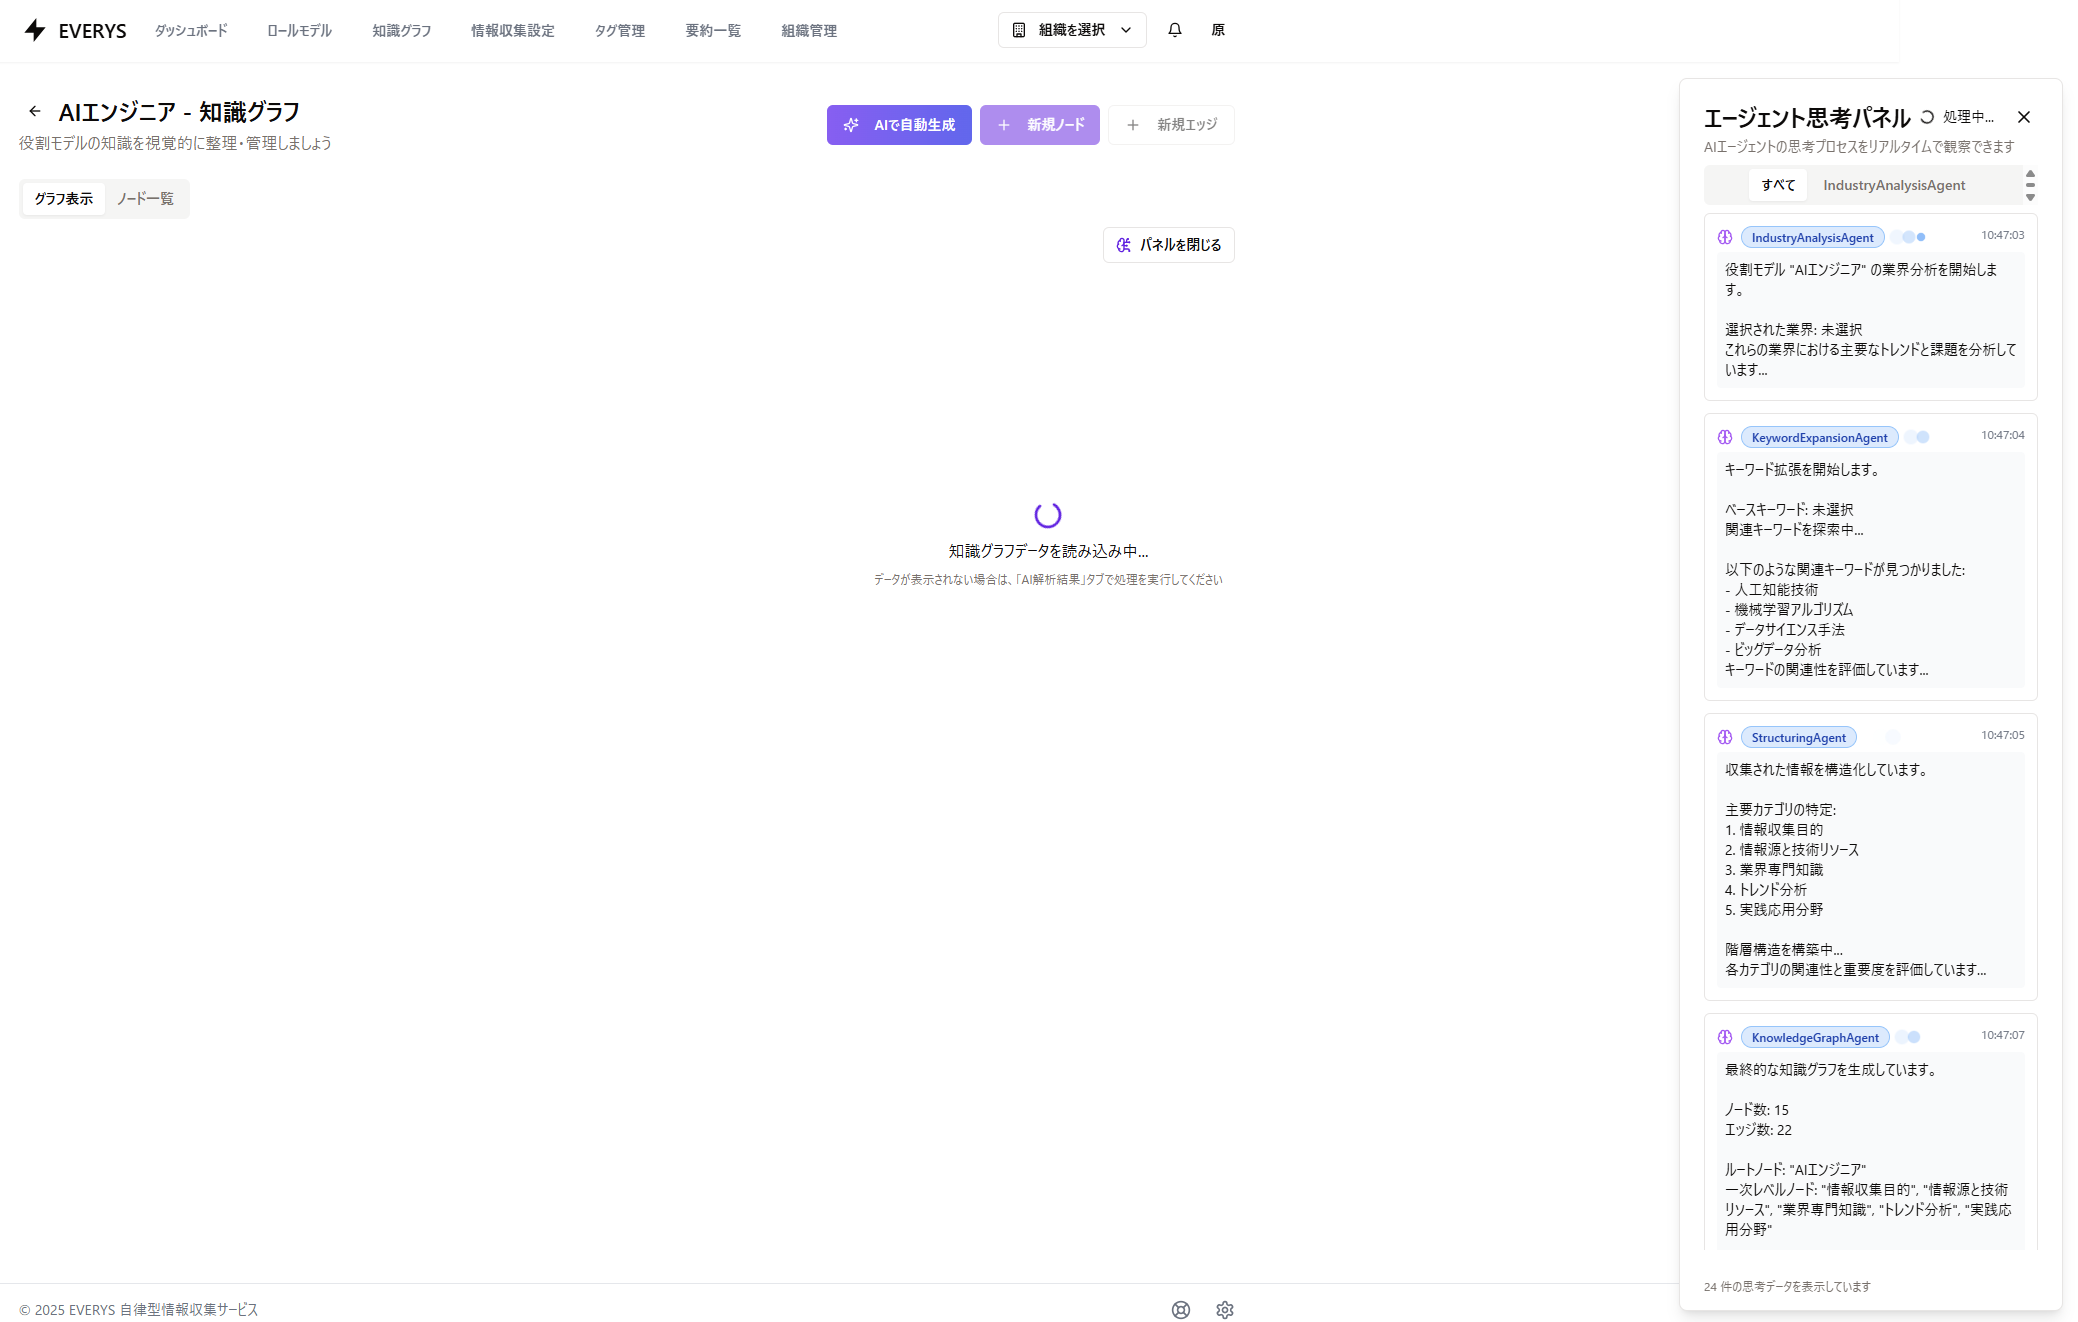 EVERYS
ダッシュボード
ロールモデル
知識グラフ
情報収集設定
タグ管理
要約一覧
組織管理
組織を選択
原
AIエンジニア - 知識グラフ
役割モデルの知識を視覚的に整理・管理しましょう
AIで自動生成
新規ノード
新規エッジ
グラフ表示
ノード一覧
パネルを閉じる
知識グラフデータを読み込み中...
データが表示されない場合は、「AI解析結果」タブで処理を実行してください
エージェント思考パネル
処理中...
AIエージェントの思考プロセスをリアルタイムで観察できます
すべて
IndustryAnalysisAgent
IndustryAnalysisAgent
10:47:03
役割モデル "AIエンジニア" の業界分析を開始しま
す。
選択された業界: 未選択
これらの業界における主要なトレンドと課題を分析して
います...
KeywordExpansionAgent
10:47:04
キーワード拡張を開始します。
ベースキーワード: 未選択
関連キーワードを探索中...
以下のような関連キーワードが見つかりました:
- 人工知能技術
- 機械学習アルゴリズム
- データサイエンス手法
- ビッグデータ分析
キーワードの関連性を評価しています...
StructuringAgent
10:47:05
収集された情報を構造化しています。
主要カテゴリの特定:
1. 情報収集目的
2. 情報源と技術リソース
3. 業界専門知識
4. トレンド分析
5. 実践応用分野
階層構造を構築中...
各カテゴリの関連性と重要度を評価しています...
KnowledgeGraphAgent
10:47:07
最終的な知識グラフを生成しています。
ノード数: 15
エッジ数: 22
ルートノード: "AIエンジニア"
一次レベルノード: "情報収集目的", "情報源と技術
リソース", "業界専門知識", "トレンド分析", "実践応
用分野"
24 件の思考データを表示しています
© 2025 EVERYS 自律型情報収集サービス